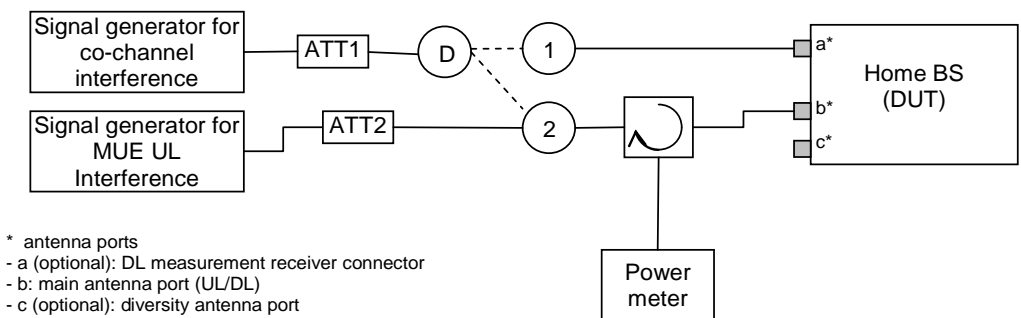 Signal generator for
co-channel
interference
ATT1
D
1
a*
Home BS
(DUT)
b*
c*
Signal generator for
MUE UL
Interference
ATT2
2
Power
meter
* antenna ports
- a (optional): DL measurement receiver connector
- b: main antenna port (UL/DL)
- c (optional): diversity antenna port